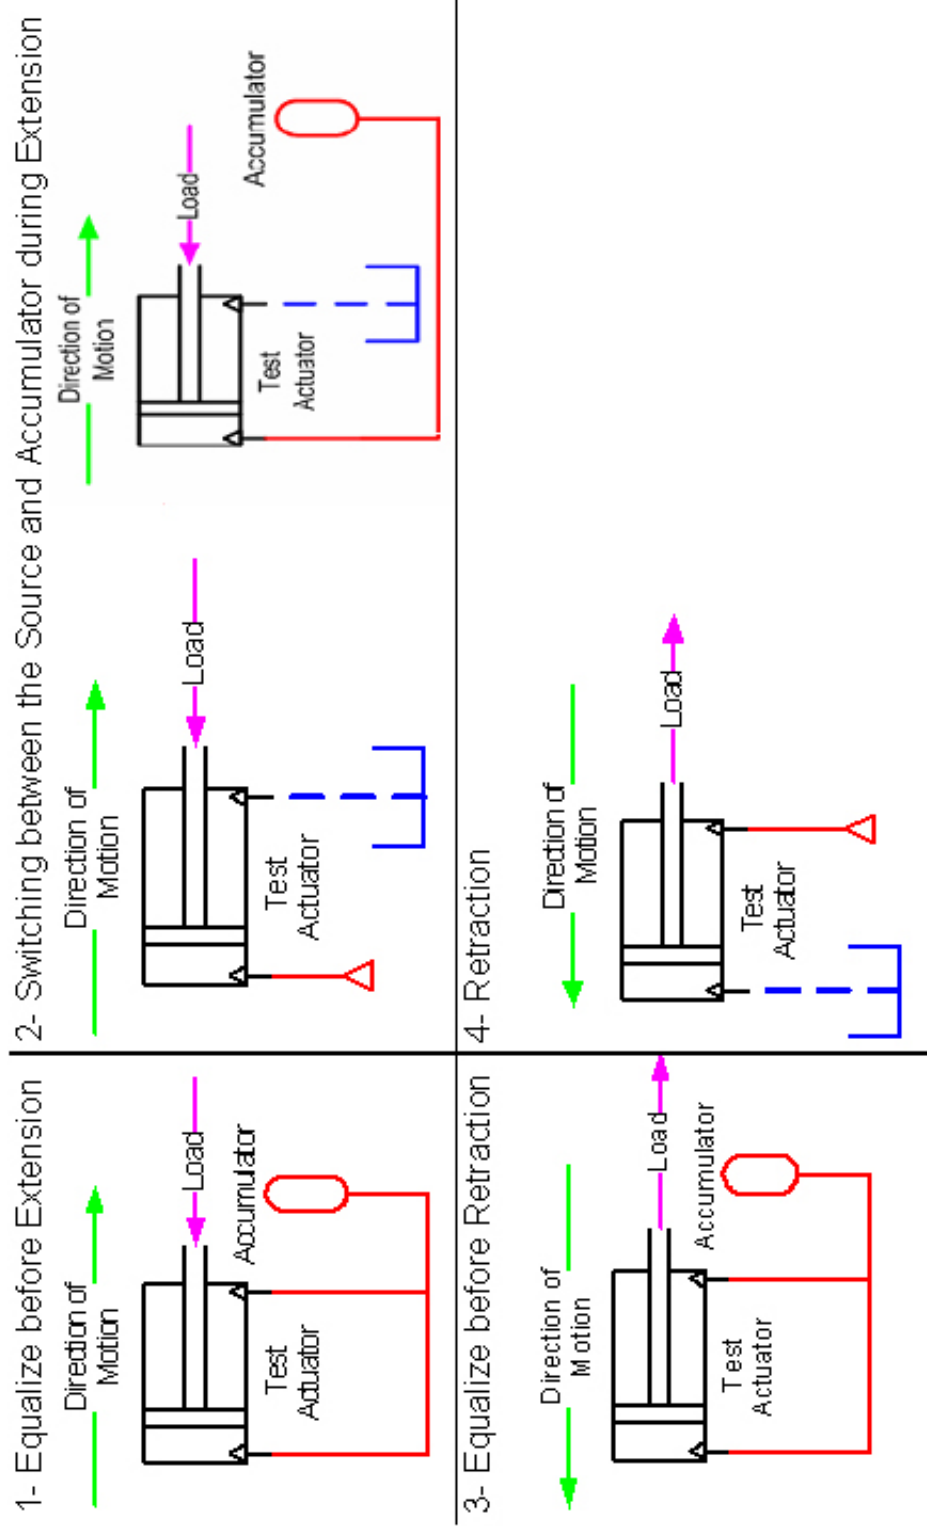 1- Equalize before Extension
Direction of
Motion
Load
Accumulator
Test
Actuator
2- Switching between the Source and Accumulator during Extension
Direction of
Motion
Load
Test
Actuator
Direction of
Motion
Load
Accumulator
Test
Actuator
3- Equalize before Retraction
Direction of
Motion
Load
Accumulator
Test
Actuator
4- Retraction
Direction of
Motion
Load
Test
Actuator